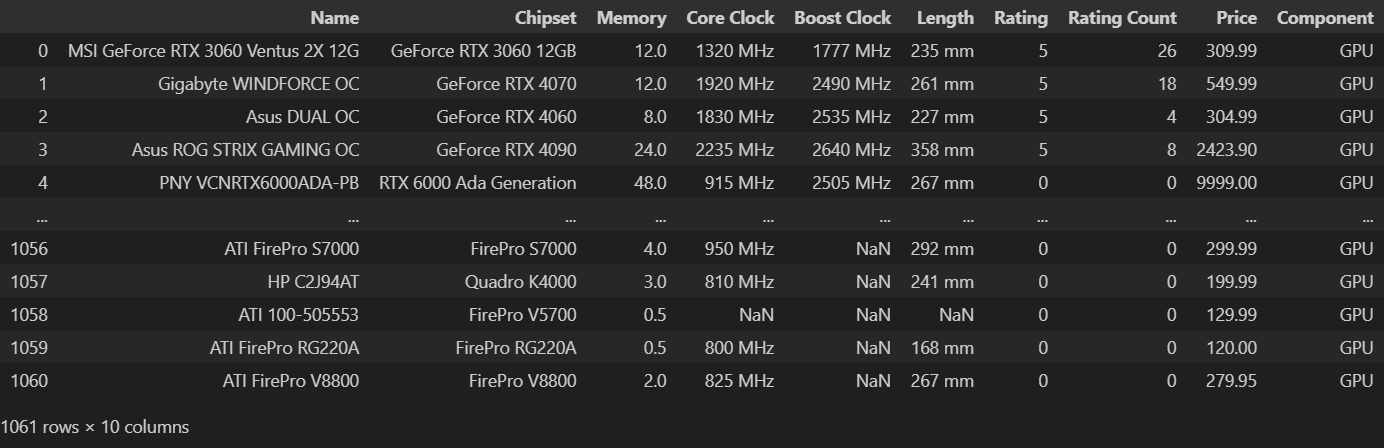 Name Chipset Memory Core Clock Boost Clock Length Rating Rating Count Price Component
0 MSI GeForce RTX 3060 Ventus 2X 12G GeForce RTX 3060 12GB 12.0 1320 MHz 1777 MHz 235 mm 5 26 309.99 GPU
1 Gigabyte WINDFORCE OC GeForce RTX 4070 12.0 1920 MHz 2490 MHz 261 mm 5 18 549.99 GPU
2 Asus DUAL OC GeForce RTX 4060 8.0 1830 MHz 2535 MHz 227 mm 5 4 304.99 GPU
3 Asus ROG STRIX GAMING OC GeForce RTX 4090 24.0 2235 MHz 2640 MHz 358 mm 5 8 2423.90 GPU
4 PNY VCNRTX6000ADA-PB RTX 6000 Ada Generation 48.0 915 MHz 2505 MHz 267 mm 0 0 9999.00 GPU
... ... ... ... ... ... ... ... ... ... ...
1056 ATI FirePro S7000 FirePro S7000 4.0 950 MHz NaN 292 mm 0 0 299.99 GPU
1057 HP C2J94AT Quadro K4000 3.0 810 MHz NaN 241 mm 0 0 199.99 GPU
1058 ATI 100-505553 FirePro V5700 0.5 NaN NaN NaN 0 0 129.99 GPU
1059 ATI FirePro RG220A FirePro RG220A 0.5 800 MHz NaN 168 mm 0 0 120.00 GPU
1060 ATI FirePro V8800 FirePro V8800 2.0 825 MHz NaN 267 mm 0 0 279.95 GPU
1061 rows × 10 columns